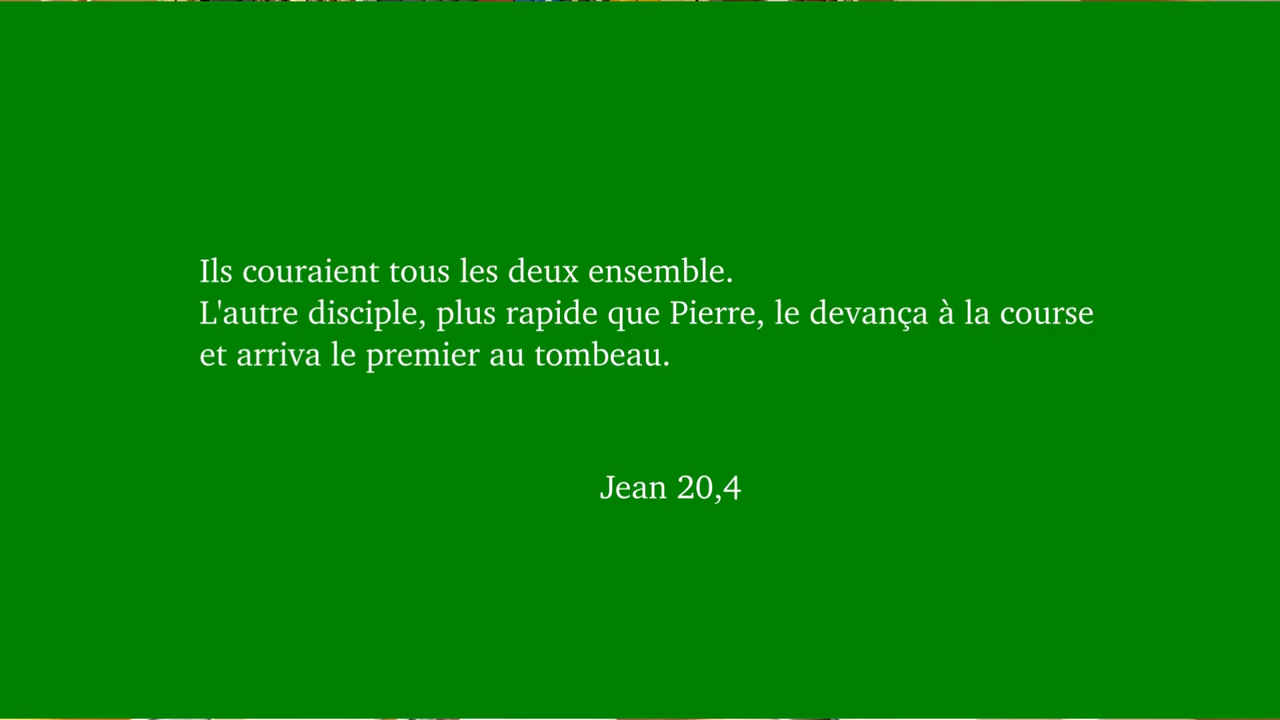 Ils couraient tous les deux ensemble.
L'autre disciple, plus rapide que Pierre, le devança à la course
et arriva le premier au tombeau.
Jean 20,4